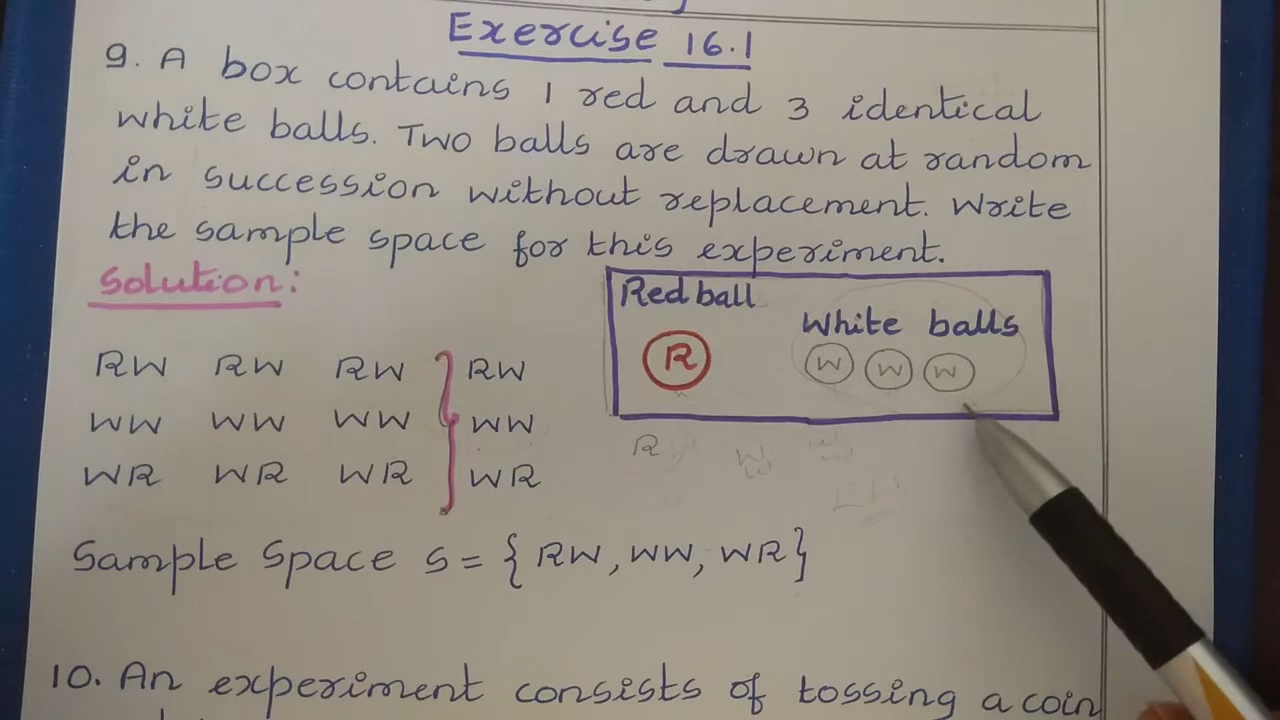 Exercise 16.1
9. A box contains 1 red and 3 identical
white balls. Two balls are drawn at random
in succession without replacement. Write
the sample space for this experiment.
Solution:
Red ball
White balls
R W W W
RW RW RW RW
WW WW WW WW
WR WR WR WR
R
Sample Space S = { RW, WW, WR}
10. An experiment consists of tossing a coin